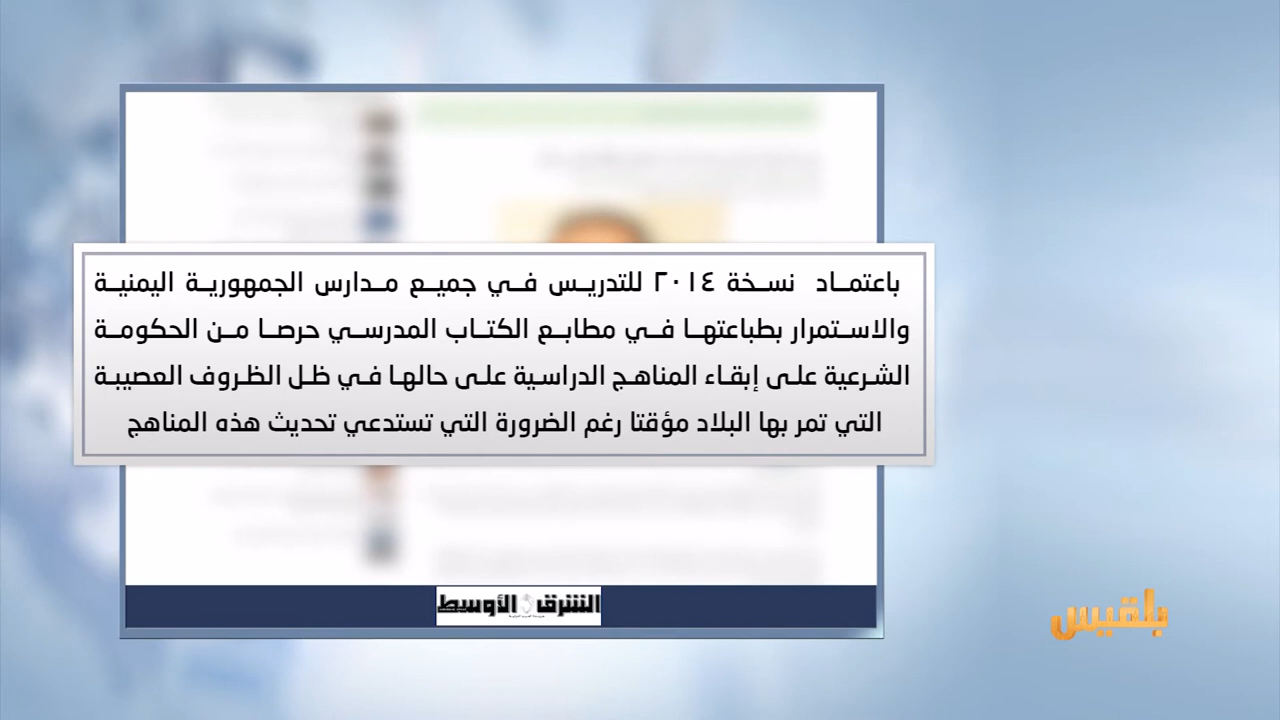 باعتماد نسخة ٢٠١٤ للتدريس في جميع مدارس الجمهورية اليمنية
والاستمرار بطباعتها في مطابع الكتاب المدرسي حرصا من الحكومة
الشرعية على إبقاء المناهج الدراسية على حالها في ظل الظروف العصيبة
التي تمر بها البلاد مؤقتا رغم الضرورة التي تستدعي تحديث هذه المناهج
الشرق الأوسط
بلقيس